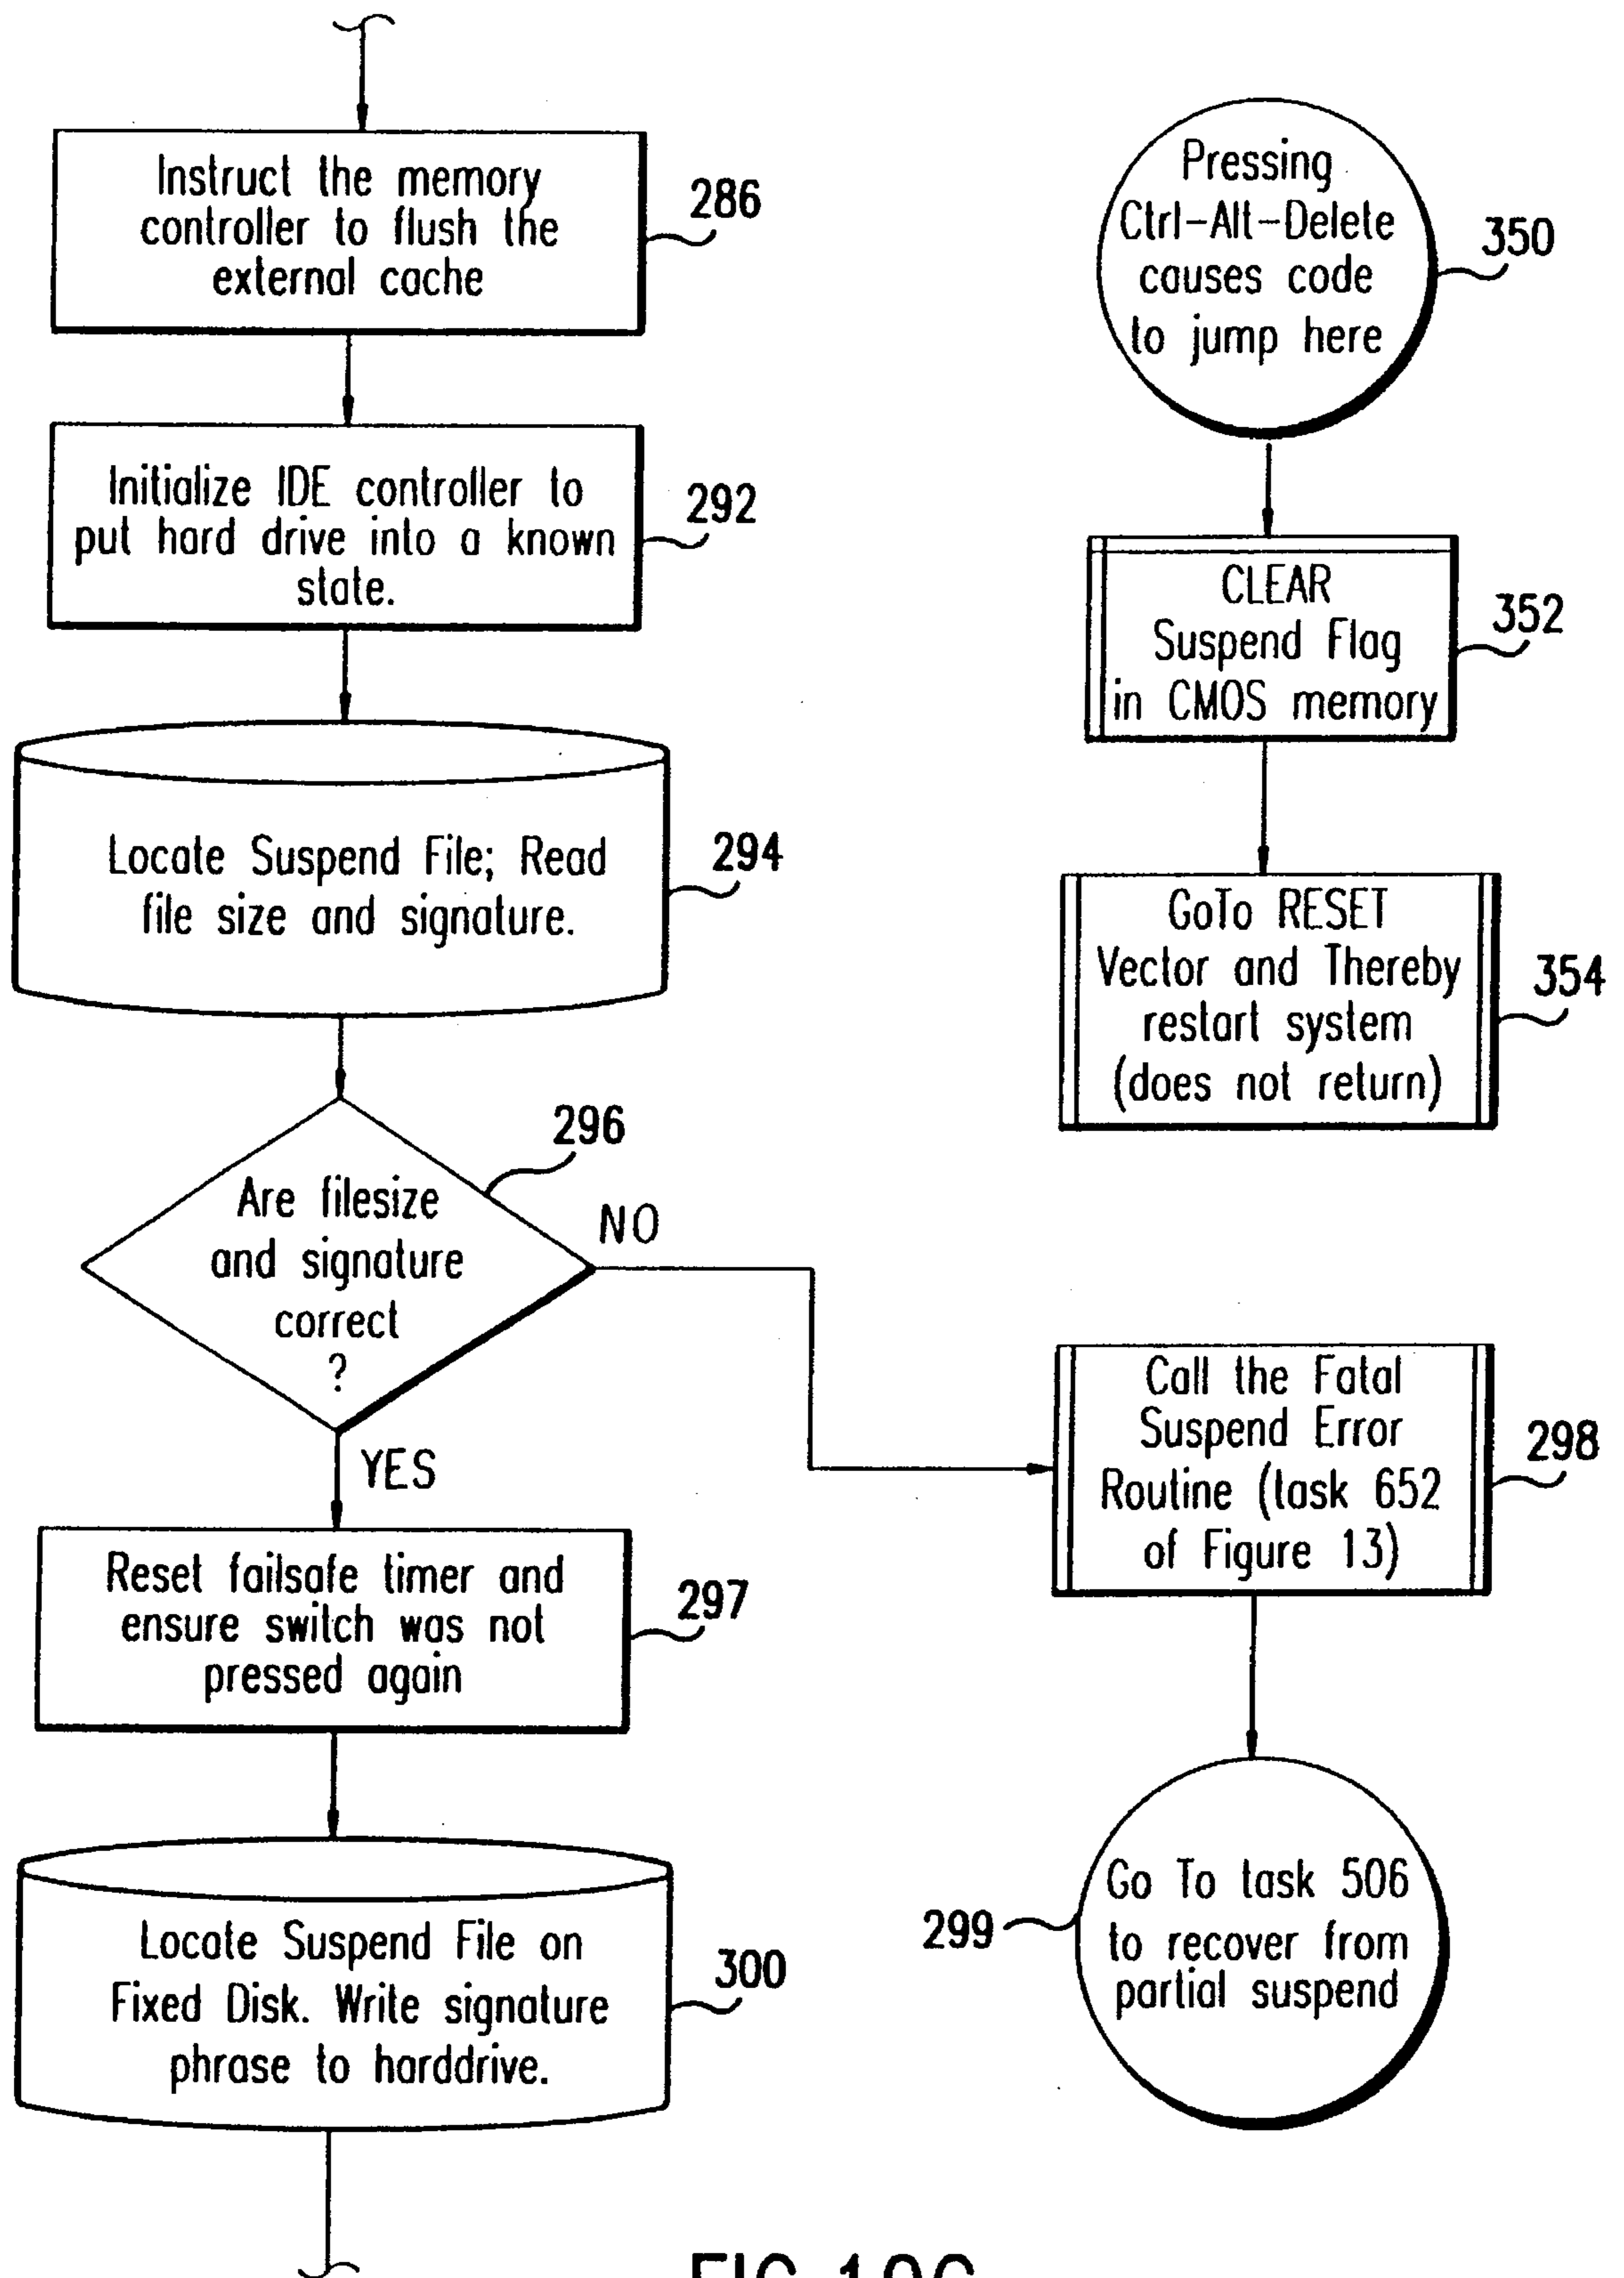 Instruct the memory
controller to flush the
external cache
286
Initialize IDE controller to
put hard drive into a known
state.
292
Locate Suspend File; Read
file size and signature.
294
296
Are filesize
and signature
correct
?
NO
YES
Reset failsafe timer and
ensure switch was not
pressed again
297
Locate Suspend File on
Fixed Disk. Write signature
phrase to harddrive.
300
Pressing
Ctrl-Alt-Delete
causes code
to jump here
350
CLEAR
Suspend Flag
in CMOS memory
352
GoTo RESET
Vector and Thereby
restart system
(does not return)
354
Call the Fatal
Suspend Error
Routine (task 652
of Figure 13)
298
Go To task 506
to recover from
partial suspend
299